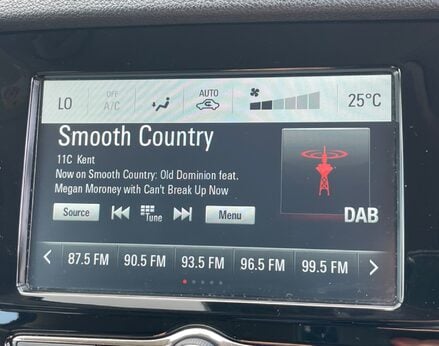 LO OFF A/C AUTO 25°C
Smooth Country
11C Kent
Now on Smooth Country: Old Dominion feat.
Megan Moroney with Can't Break Up Now
Source Tune Menu
DAB
87.5 FM 90.5 FM 93.5 FM 96.5 FM 99.5 FM